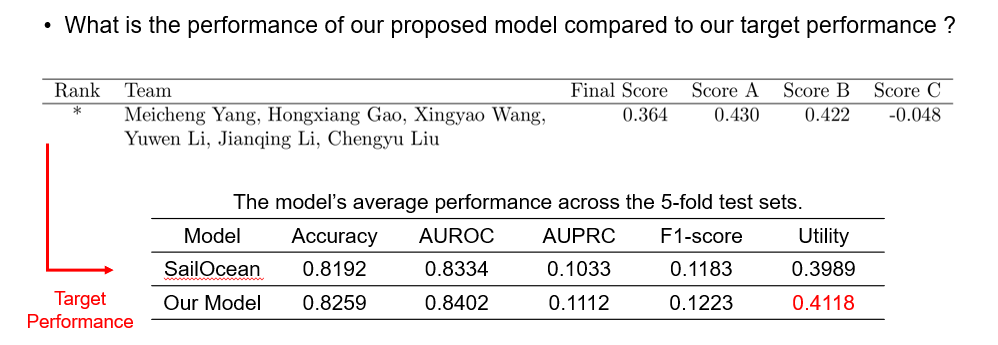 • What is the performance of our proposed model compared to our target performance ?
Rank Team Final Score Score A Score B Score C
* Meicheng Yang, Hongxiang Gao, Xingyao Wang, 0.364 0.430 0.422 -0.048
Yuwen Li, Jianqing Li, Chengyu Liu
The model's average performance across the 5-fold test sets.
Model Accuracy AUROC AUPRC F1-score Utility
SailOcean 0.8192 0.8334 0.1033 0.1183 0.3989
Our Model 0.8259 0.8402 0.1112 0.1223 0.4118
Target
Performance